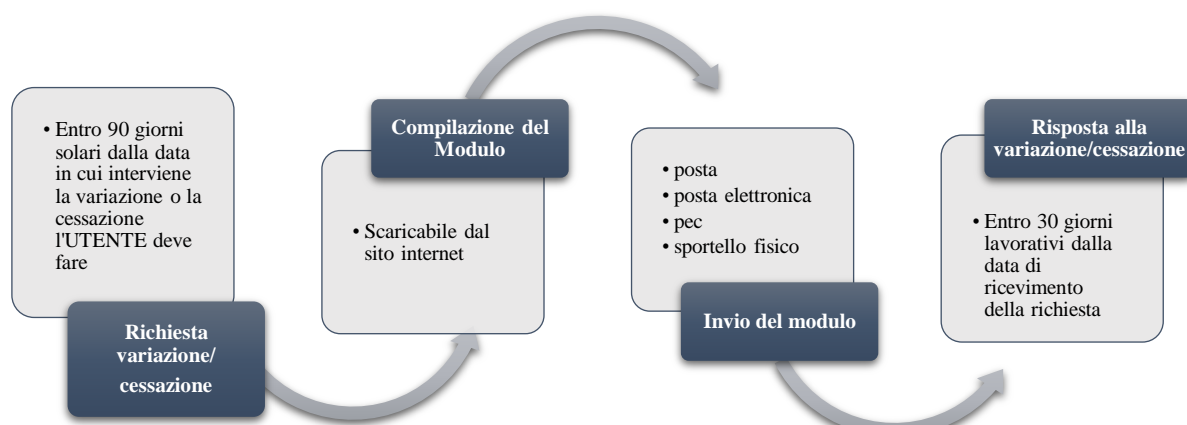 • Entro 90 giorni
solari dalla data
in cui interviene
la variazione o la
cessazione
l'UTENTE deve
fare
Richiesta
variazione/
cessazione
Compilazione del
Modulo
• Scaricabile dal
sito internet
• posta
• posta elettronica
• pec
• sportello fisico
Invio del modulo
Risposta alla
variazione/cessazione
• Entro 30 giorni
lavorativi dalla
data di
ricevimento
della richiesta